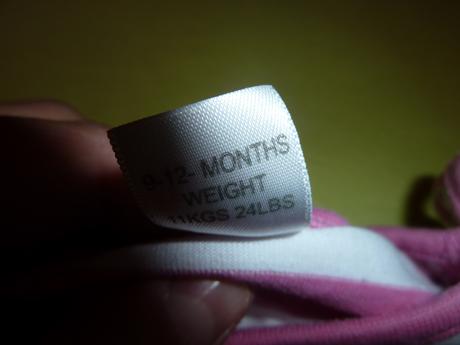 9-12- MONTHS
WEIGHT
11KGS 24LBS